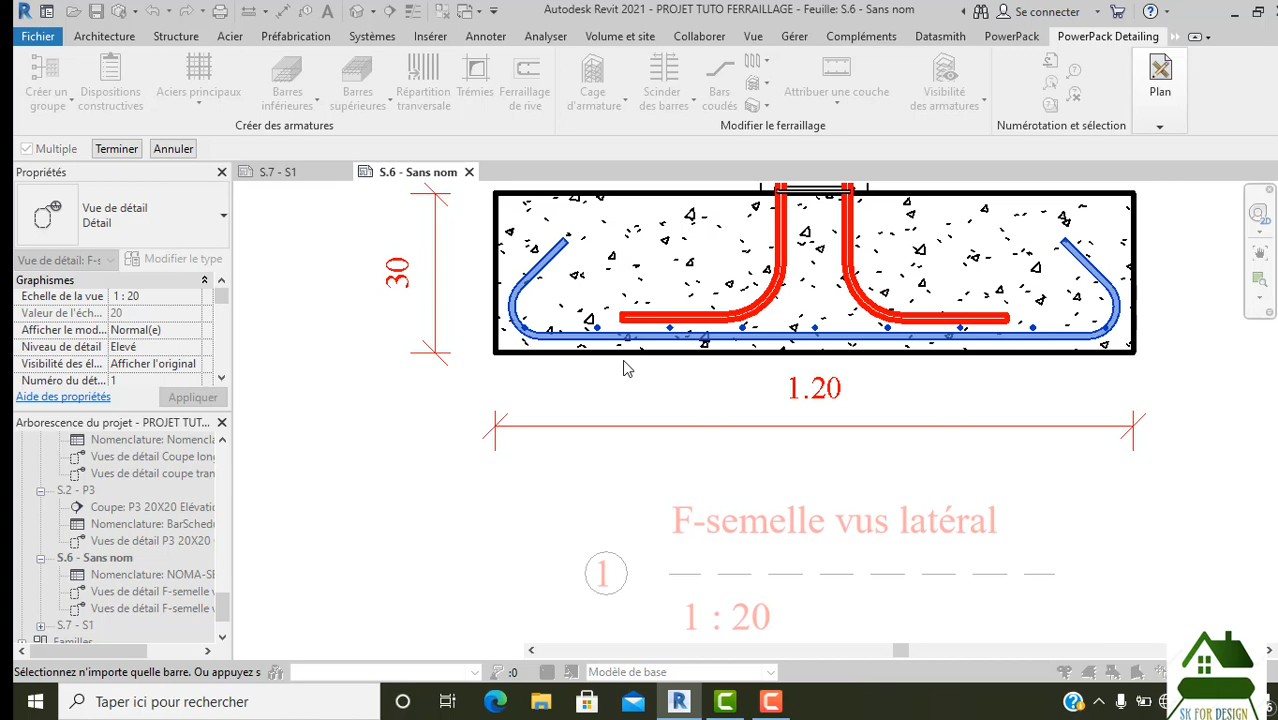 Autodesk Revit 2021 - PROJET TUTO FERRAILLAGE - Feuille: S.6 - Sans nom
Se connecter
Fichier Architecture Structure Acier Préfabrication Systèmes Insérer Annoter Analyser Volume et site Collaborer Vue Gérer Compléments Datasmith PowerPack PowerPack Detailing
Créer un groupe
Dispositions constructives
Aciers principaux
Barres inférieures
Barres supérieures
Répartition tranversale
Trémies
Ferraillage de rive
Cage d'armature
Scinder des barres
Bars coudés
Attribuer une couche
Visibilité des armatures
Plan
Créer des armatures
Modifier le ferraillage
Numérotation et sélection
Multiple Terminer Annuler
Propriétés
S.7 - S1
S.6 - Sans nom
Vue de détail
Détail
Vue de détail: F-s
Modifier le type
Graphismes
Echelle de la vue 1 : 20
Valeur de l'éch... 20
Afficher le mod... Normal(e)
Niveau de détail Elevé
Visibilité des él... Afficher l'original
Numéro du dét... 1
Aide des propriétés
Appliquer
Arborescence du projet - PROJET TUT...
Nomenclature: Nomencla
Vues de détail Coupe lon
Vues de détail coupe tran
S.2 - P3
Coupe: P3 20X20 Elévatio
Nomenclature: BarSchedu
Vues de détail P3 20X20
S.6 - Sans nom
Nomenclature: NOMA-SE
Vues de détail F-semelle v
Vues de détail F-semelle v
S.7 - S1
Familles
30
1.20
F-semelle vus latéral
1
1 : 20
2D
Sélectionnez n'importe quelle barre. Ou appuyez s
:0
Modèle de base
Taper ici pour rechercher
SK FOR DESIGN